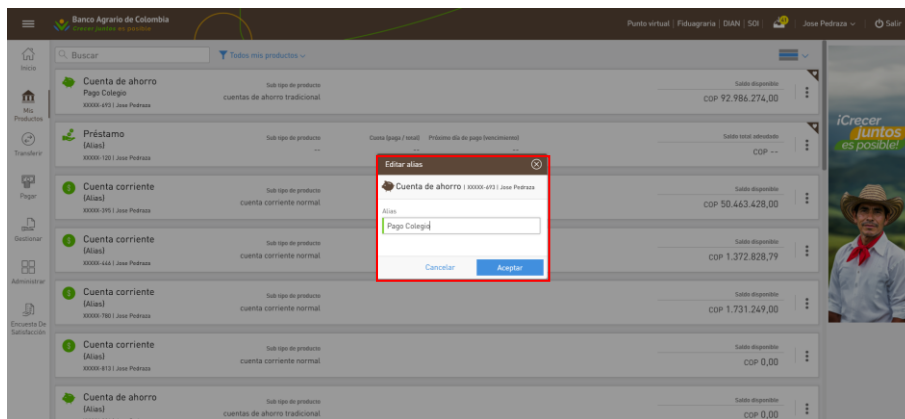 Banco Agrario de Colombia
Crecer juntos es posible
Punto virtual | Fiduagraria | DIAN | SOI |
Jose Pedraza
Salir
Inicio
Mis
Productos
Transferir
Pagar
Gestionar
Administrar
Encuesta De
Satisfacción
Buscar
Todos mis productos
Cuenta de ahorro
Pago Colegio
XXXXX-693 | Jose Pedraza
Sub tipo de producto
cuentas de ahorro tradicional
Saldo disponible
COP 92.986.274,00
Préstamo
(Alias)
XXXXX-120 | Jose Pedraza
Sub tipo de producto
--
Cuota (paga / total)
--
Próximo día de pago (vencimiento)
--
Saldo total adeudado
COP --
Cuenta corriente
(Alias)
XXXXX-395 | Jose Pedraza
Sub tipo de producto
cuenta corriente normal
Saldo disponible
COP 50.463.428,00
Cuenta corriente
(Alias)
XXXXX-446 | Jose Pedraza
Sub tipo de producto
cuenta corriente normal
Saldo disponible
COP 1.372.828,79
Cuenta corriente
(Alias)
XXXXX-780 | Jose Pedraza
Sub tipo de producto
cuenta corriente normal
Saldo disponible
COP 1.731.249,00
Cuenta corriente
(Alias)
XXXXX-813 | Jose Pedraza
Sub tipo de producto
cuenta corriente normal
Saldo disponible
COP 0,00
Cuenta de ahorro
(Alias)
XXXXX-614 | Jose Pedraza
Sub tipo de producto
cuentas de ahorro tradicional
Saldo disponible
COP 0,00
Editar alias
Cuenta de ahorro | XXXXX-693 | Jose Pedraza
Alias
Pago Colegio
Cancelar
Aceptar
¡Crecer
juntos
es posible!